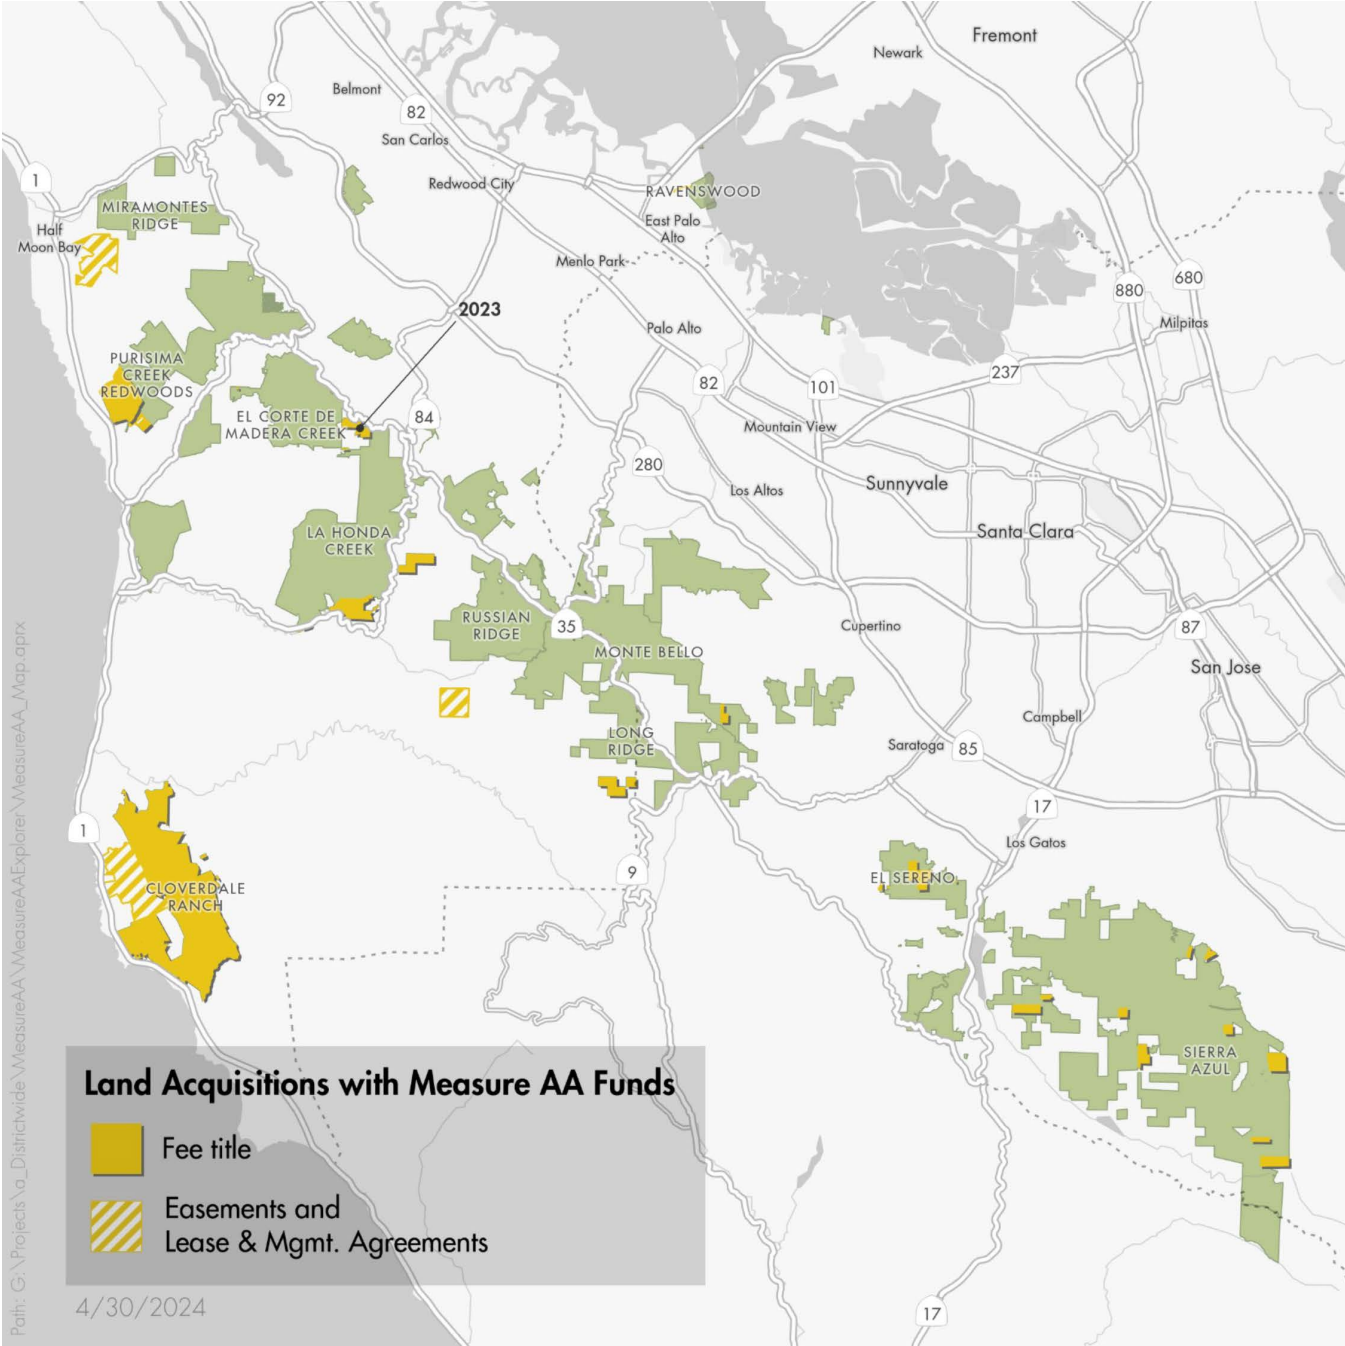 Fremont
Newark
92
Belmont
82
San Carlos
1
Redwood City
RAVENSWOOD
MIRAMONTES
RIDGE
Half
Moon Bay
East Palo
Alto
Menlo Park
680
880
2023
Milpitas
Palo Alto
PURISIMA
CREEK
REDWOODS
237
82
101
EL CORTE DE
MADERA CREEK
84
Mountain View
280
Sunnyvale
Los Altos
LA HONDA
CREEK
Santa Clara
RUSSIAN
RIDGE
35
Cupertino
87
MONTE BELLO
San Jose
Campbell
LONG
RIDGE
Saratoga
85
17
1
Los Gatos
9
EL SERENO
CLOVERDALE
RANCH
SIERRA
AZUL
Land Acquisitions with Measure AA Funds
Fee title
Easements and
Lease & Mgmt. Agreements
4/30/2024
17
Path: G:\Projects\a_Districtwide\MeasureAA\MeasureAAExplorer\MeasureAA_Map.aprx